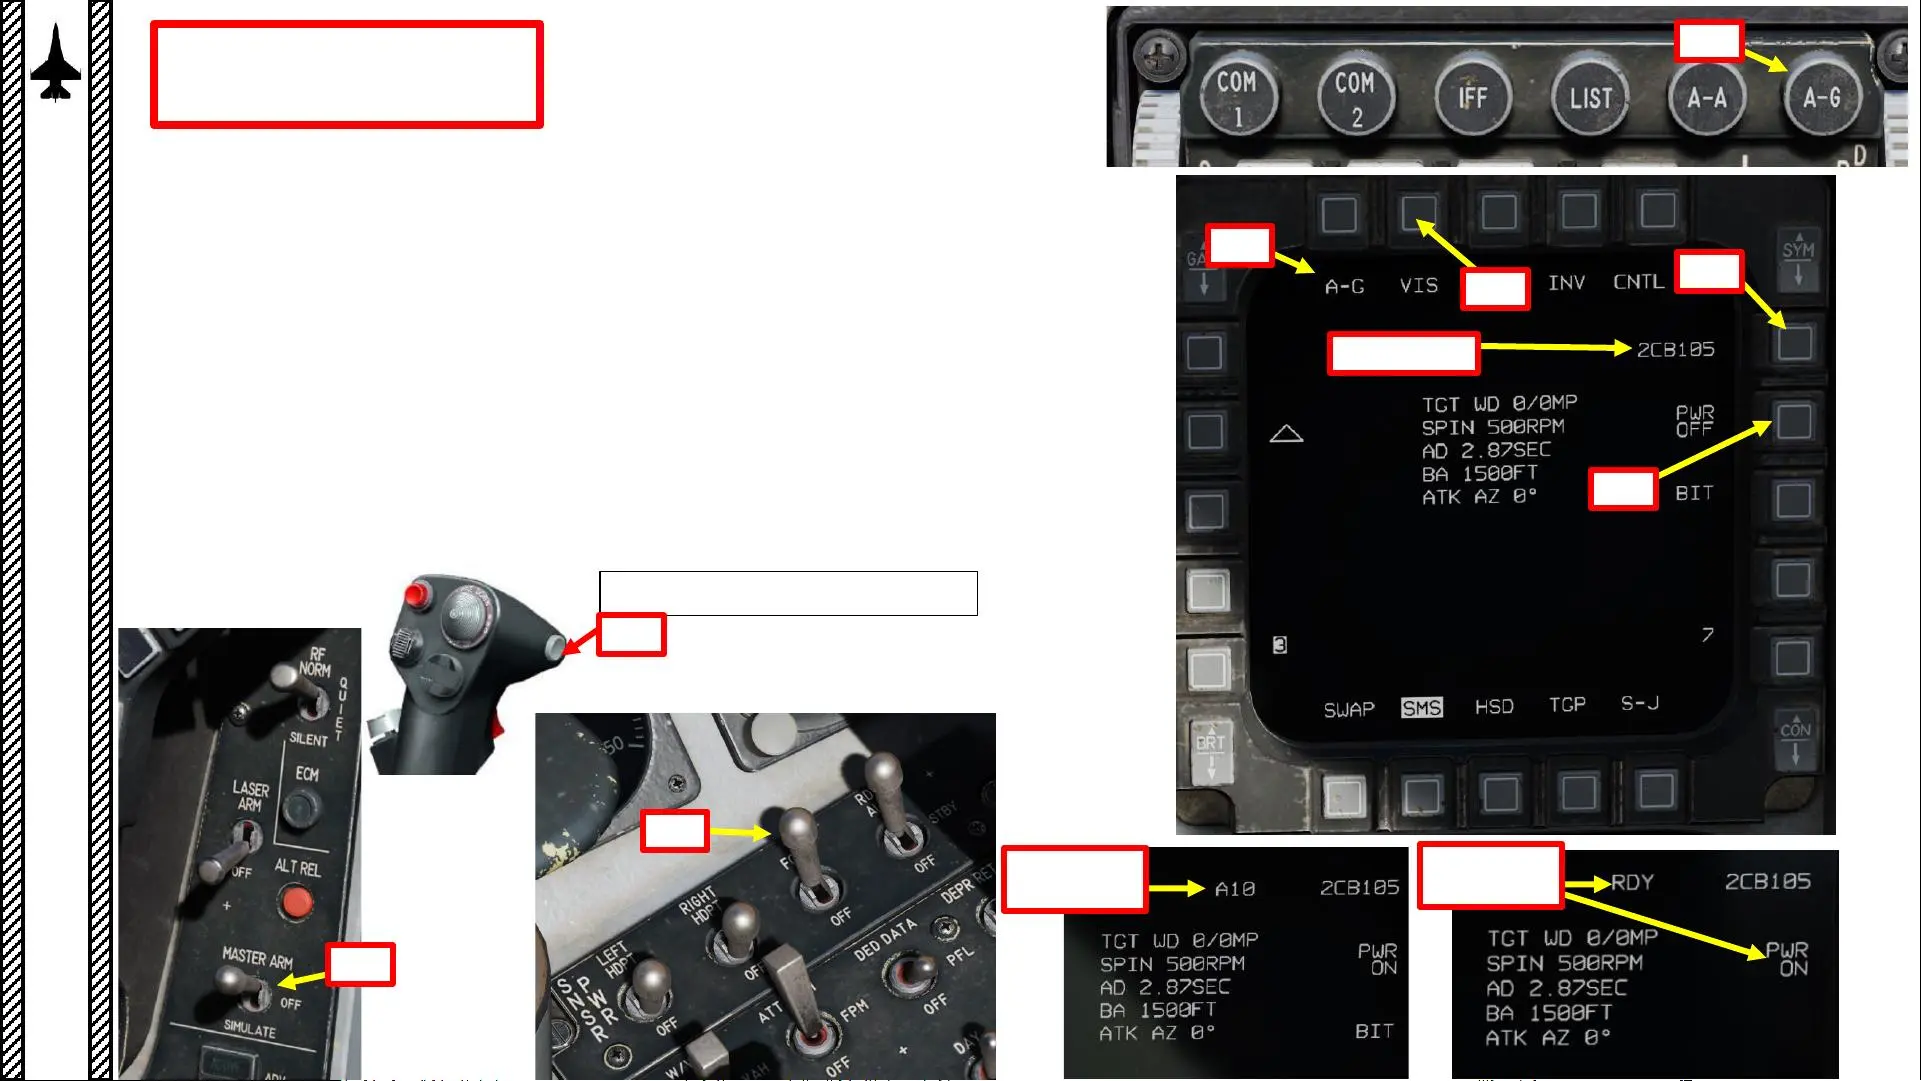 COM
1
COM
2
IFF
LIST
A-A
A-G
SYM
A-G VIS INV CNTL
2CB105
TGT WD 0/0MP
SPIN 500RPM
AD 2.87SEC
BA 1500FT
ATK AZ 0°
PWR
OFF
BIT
3
7
SWAP SMS HSD TGP S-J
BRT
CON
RF
NORM
QUIET
SILENT
ECM
LASER
ARM
OFF
ALT REL
MASTER ARM
OFF
SIMULATE
50
STBY
OFF
RIGHT
HDPT
OFF
LEFT
HDPT
OFF
SNSR
PWR
DEPR RET
DED DATA
PFL
OFF
FPM
OFF
A10 2CB105
TGT WD 0/0MP
SPIN 500RPM
AD 2.87SEC
BA 1500FT
ATK AZ 0°
PWR
ON
BIT
RDY 2CB105
TGT WD 0/0MP
SPIN 500RPM
AD 2.87SEC
BA 1500FT
ATK AZ 0°
PWR
ON